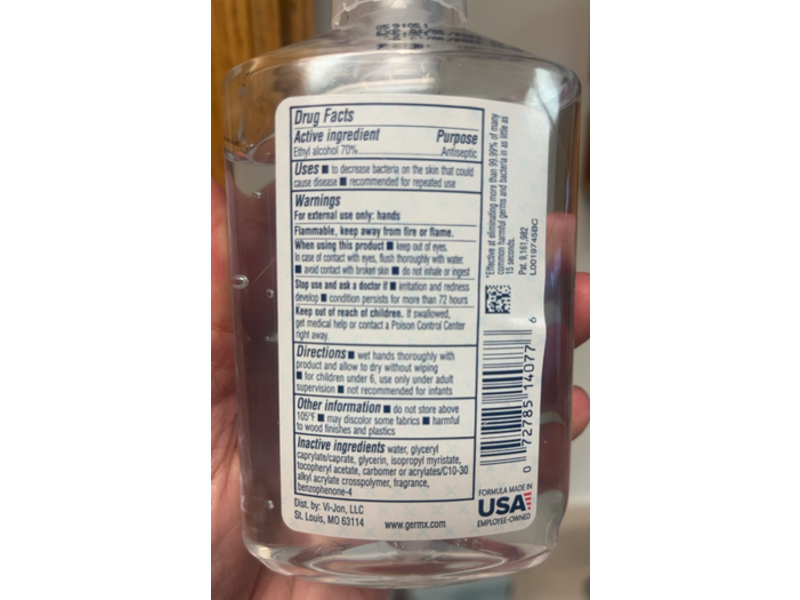 Drug Facts
Active ingredient Purpose
Ethyl alcohol 70% Antiseptic
Uses ■ to decrease bacteria on the skin that could
cause disease ■ recommended for repeated use
Warnings
For external use only: hands
Flammable, keep away from fire or flame.
When using this product ■ keep out of eyes.
In case of contact with eyes, flush thoroughly with water.
■ avoid contact with broken skin ■ do not inhale or ingest
Stop use and ask a doctor if ■ irritation and redness
develop ■ condition persists for more than 72 hours
Keep out of reach of children. If swallowed,
get medical help or contact a Poison Control Center
right away.
Directions ■ wet hands thoroughly with
product and allow to dry without wiping
■ for children under 6, use only under adult
supervision ■ not recommended for infants
Other information ■ do not store above
105°F ■ may discolor some fabrics ■ harmful
to wood finishes and plastics
Inactive ingredients water, glyceryl
caprylate/caprate, glycerin, isopropyl myristate,
tocopheryl acetate, carbomer or acrylates/C10-30
alkyl acrylate crosspolymer, fragrance,
benzophenone-4
Dist. by: Vi-Jon, LLC
St. Louis, MO 63114
www.germx.com
*Effective at eliminating more than 99.99% of many
common harmful germs and bacteria in as little as
15 seconds.
Pat. 9,161,982
L0019745BC
0 72785 14077 6
FORMULA MADE IN
USA
EMPLOYEE-OWNED